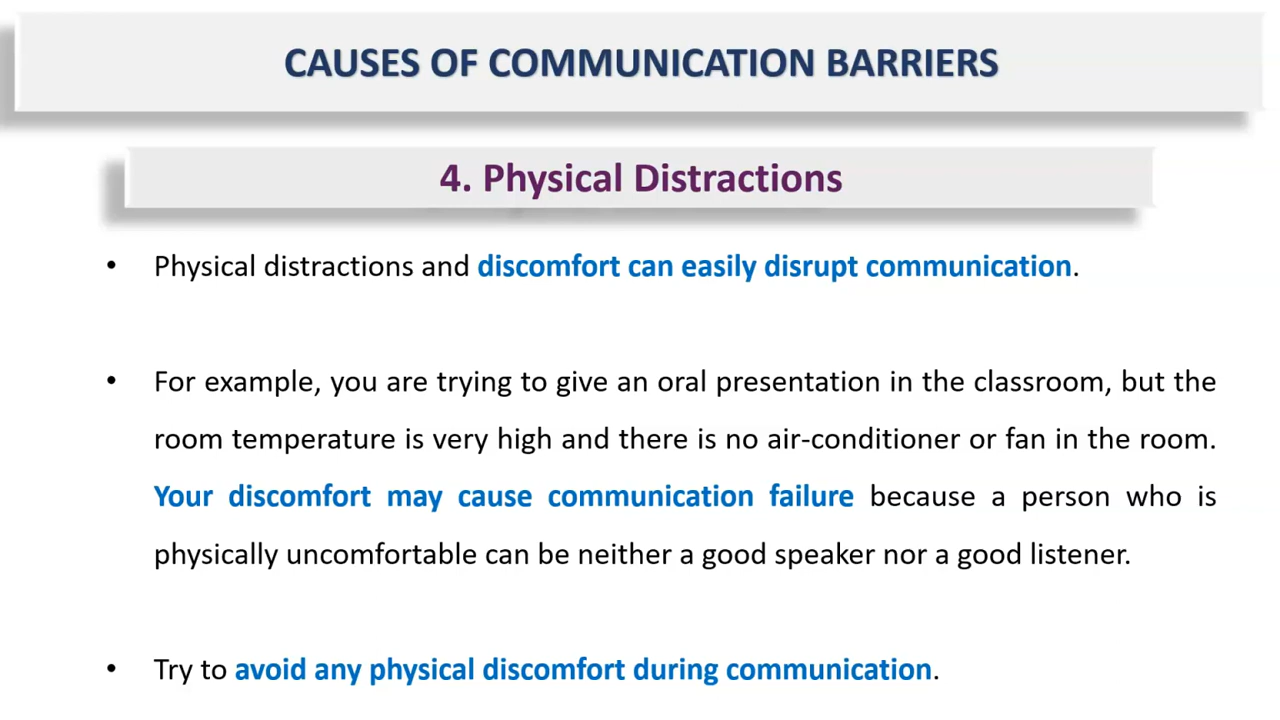 CAUSES OF COMMUNICATION BARRIERS
4. Physical Distractions
• Physical distractions and discomfort can easily disrupt communication.
• For example, you are trying to give an oral presentation in the classroom, but the
room temperature is very high and there is no air-conditioner or fan in the room.
Your discomfort may cause communication failure because a person who is
physically uncomfortable can be neither a good speaker nor a good listener.
• Try to avoid any physical discomfort during communication.